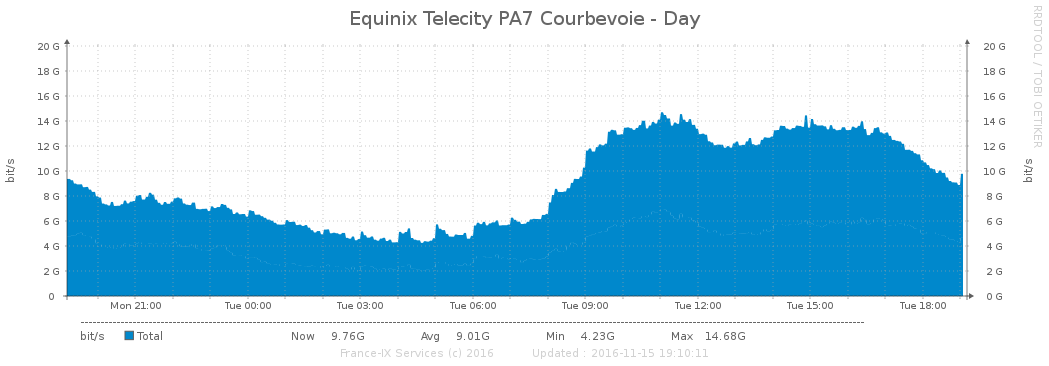 Equinix Telecity PA7 Courbevoie - Day
RRDTOOL / TOBI OETIKER
20 G 20 G
18 G 18 G
16 G 16 G
14 G 14 G
12 G 12 G
10 G 10 G
8 G 8 G
6 G 6 G
4 G 4 G
2 G 2 G
0 0 G
bit/s
bit/s
Mon 21:00 Tue 00:00 Tue 03:00 Tue 06:00 Tue 09:00 Tue 12:00 Tue 15:00 Tue 18:00
bit/s Total Now 9.76G Avg 9.01G Min 4.23G Max 14.68G
France-IX Services (c) 2016 Updated : 2016-11-15 19:10:11